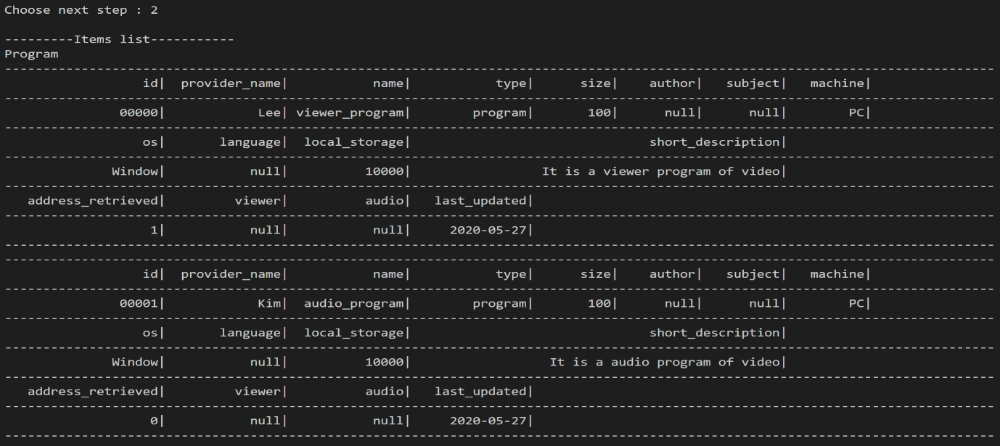 Choose next step : 2
---------Items list-----------
Program
---------------------------------------------------------------------------------------------------------------------------------
id| provider_name| name| type| size| author| subject| machine|
---------------------------------------------------------------------------------------------------------------------------------
00000| Lee| viewer_program| program| 100| null| null| PC|
---------------------------------------------------------------------------------------------------------------------------------
os| language| local_storage| short_description|
---------------------------------------------------------------------------------------------------------------------------------
Window| null| 10000| It is a viewer program of video|
---------------------------------------------------------------------------------------------------------------------------------
address_retrieved| viewer| audio| last_updated|
---------------------------------------------------------------------------------------------------------------------------------
1| null| null| 2020-05-27|
---------------------------------------------------------------------------------------------------------------------------------
---------------------------------------------------------------------------------------------------------------------------------
id| provider_name| name| type| size| author| subject| machine|
---------------------------------------------------------------------------------------------------------------------------------
00001| Kim| audio_program| program| 100| null| null| PC|
---------------------------------------------------------------------------------------------------------------------------------
os| language| local_storage| short_description|
---------------------------------------------------------------------------------------------------------------------------------
Window| null| 10000| It is a audio program of video|
---------------------------------------------------------------------------------------------------------------------------------
address_retrieved| viewer| audio| last_updated|
---------------------------------------------------------------------------------------------------------------------------------
0| null| null| 2020-05-27|
---------------------------------------------------------------------------------------------------------------------------------